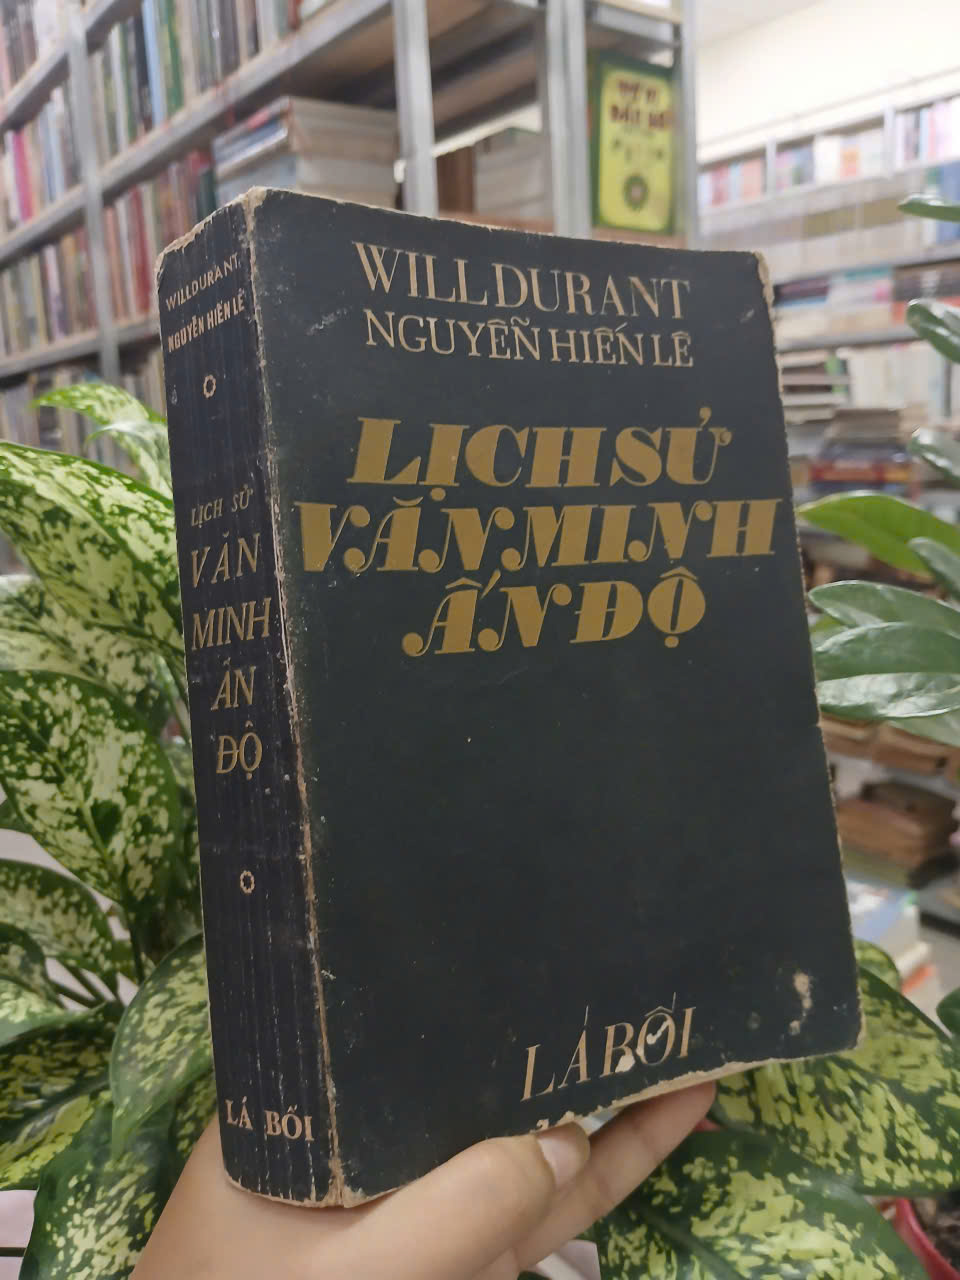 WILL DURANT
NGUYỄN HIẾN LÊ
LỊCH SỬ
VĂN MINH
ẤN ĐỘ
LÁ BỐI
WILL DURANT
NGUYỄN HIẾN LÊ
LỊCH SỬ
VĂN
MINH
ẤN
ĐỘ
LÁ BỐI